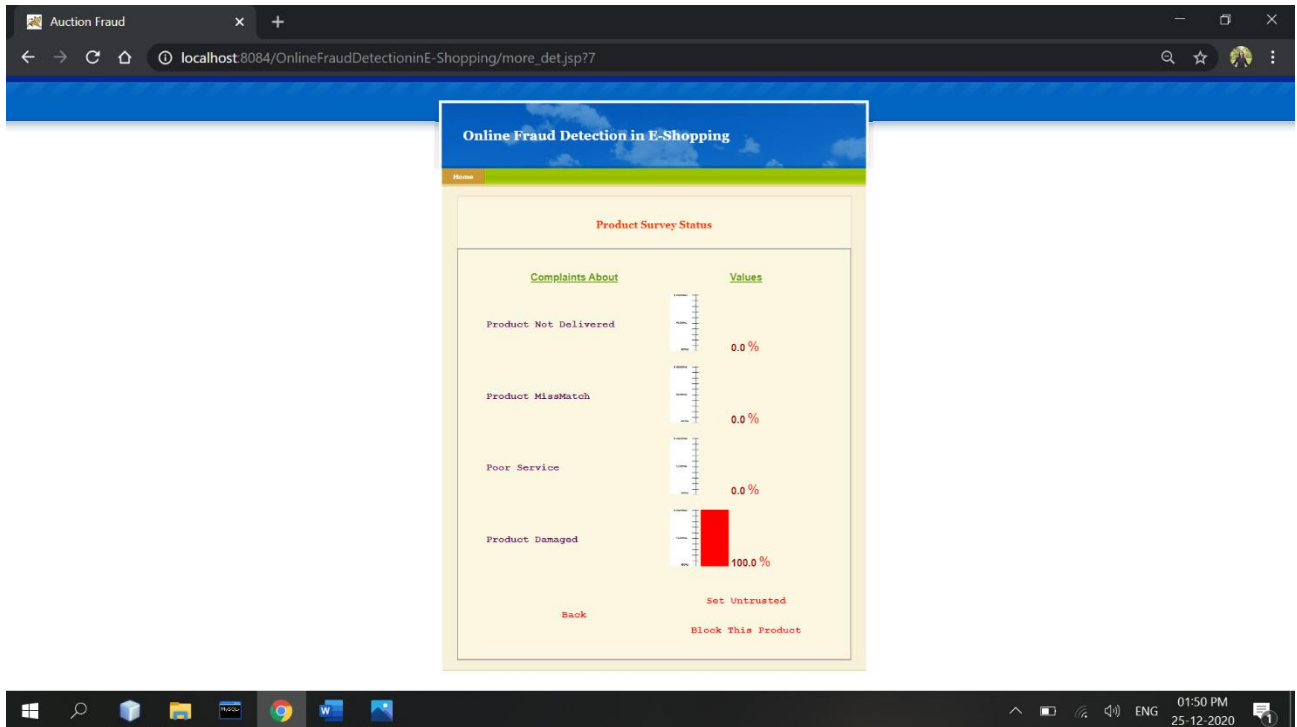 Auction Fraud
localhost:8084/OnlineFraudDetectioninE-Shopping/more_det.jsp?7
Online Fraud Detection in E-Shopping
Home
Product Survey Status
Complaints About Values
Product Not Delivered 0.0 %
Product MissMatch 0.0 %
Poor Service 0.0 %
Product Damaged 100.0 %
Set Untrusted
Back
Block This Product
MySQL
W
ENG
01:50 PM
25-12-2020
1